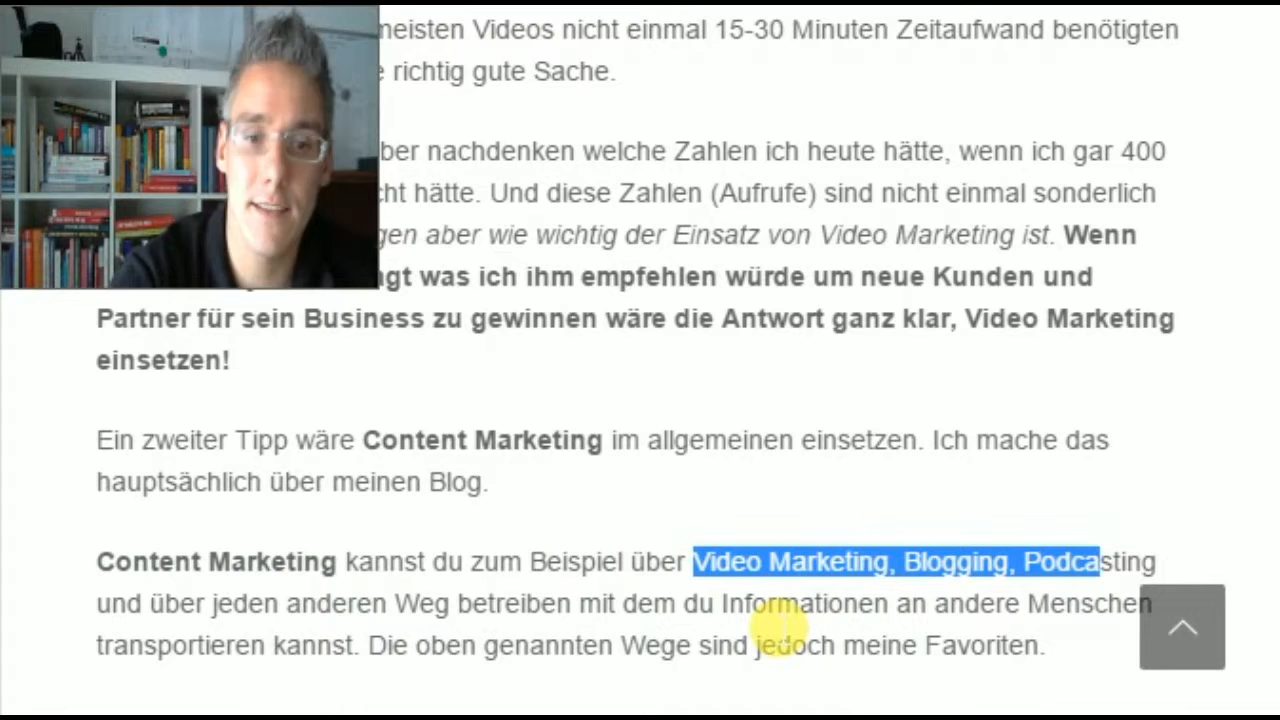 meisten Videos nicht einmal 15-30 Minuten Zeitaufwand benötigten
richtig gute Sache.
nachdenken welche Zahlen ich heute hätte, wenn ich gar 400
hätte. Und diese Zahlen (Aufrufe) sind nicht einmal sonderlich
aber wie wichtig der Einsatz von Video Marketing ist. Wenn
was ich ihm empfehlen würde um neue Kunden und
Partner für sein Business zu gewinnen wäre die Antwort ganz klar, Video Marketing
einsetzen!
Ein zweiter Tipp wäre Content Marketing im allgemeinen einsetzen. Ich mache das
hauptsächlich über meinen Blog.
Content Marketing kannst du zum Beispiel über Video Marketing, Blogging, Podcasting
und über jeden anderen Weg betreiben mit dem du Informationen an andere Menschen
transportieren kannst. Die oben genannten Wege sind jedoch meine Favoriten.